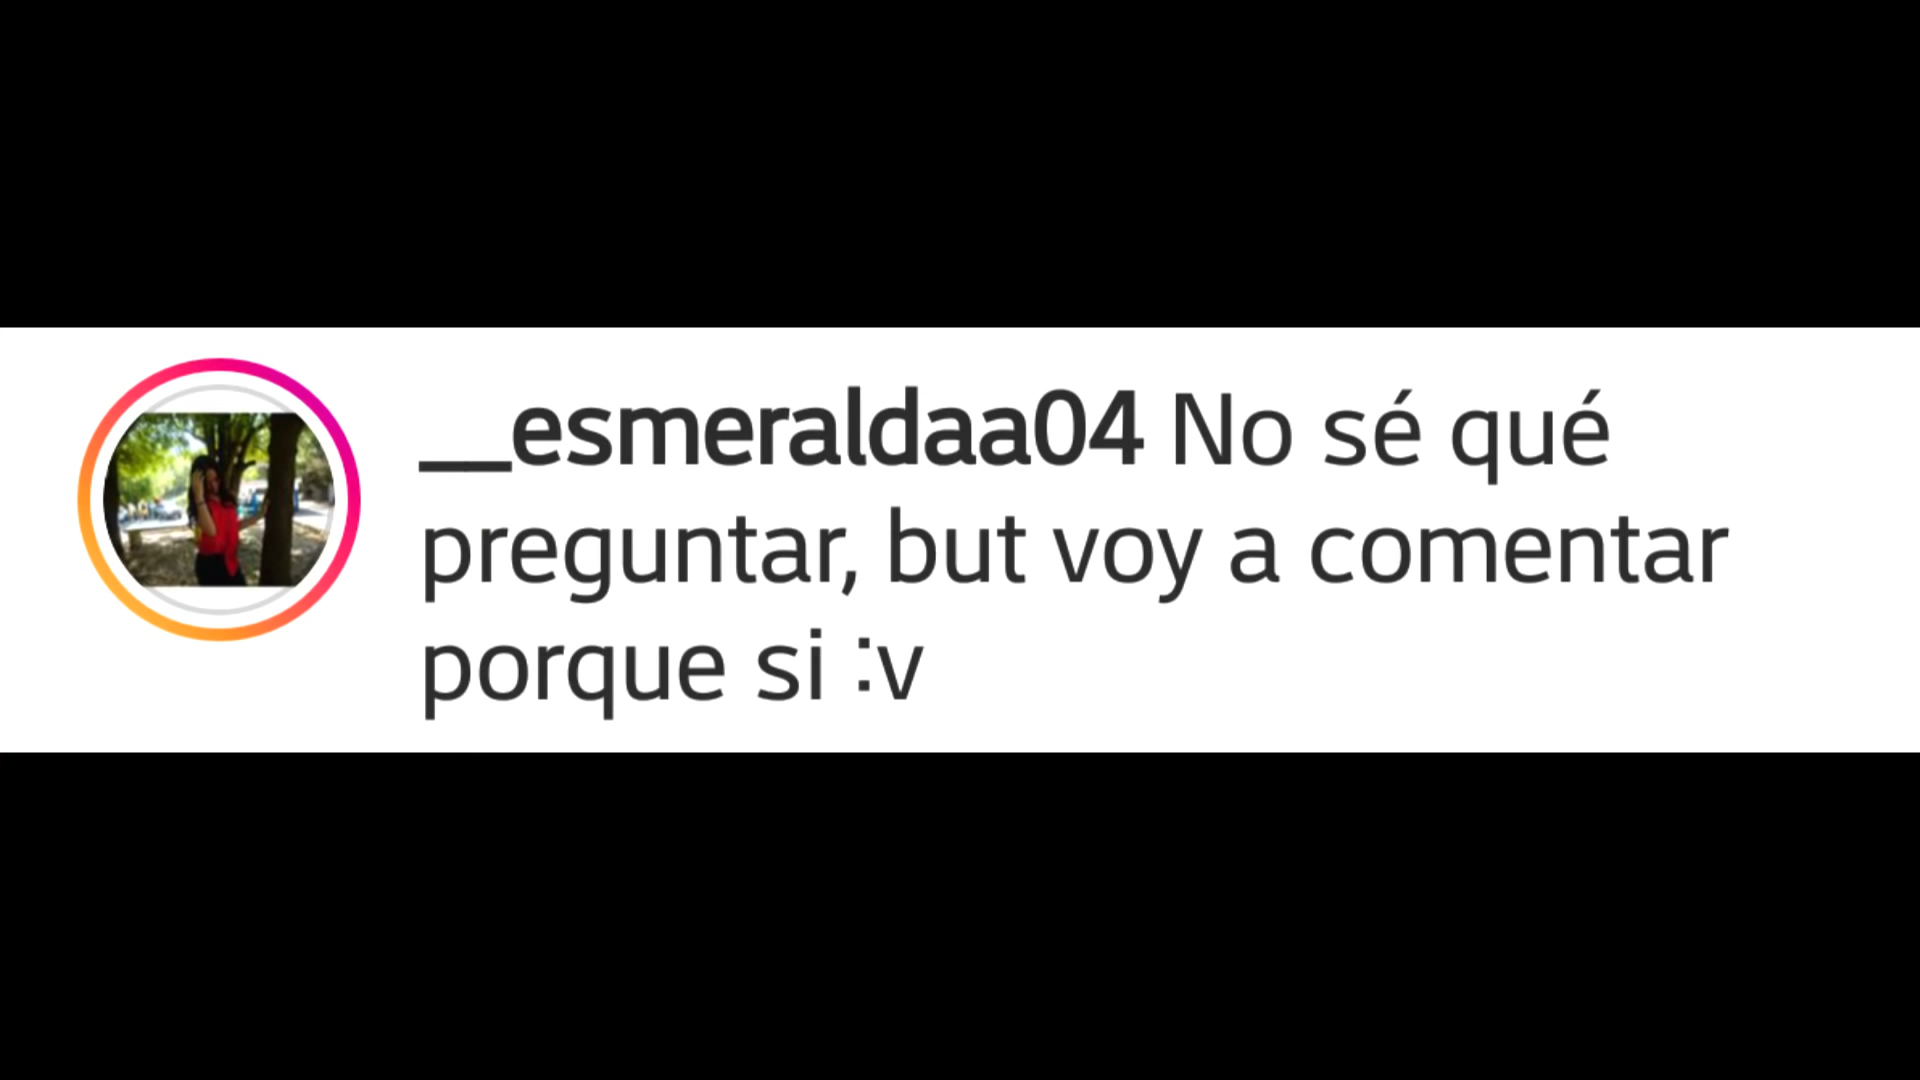 __esmeraldaa04 No sé qué
preguntar, but voy a comentar
porque si :v